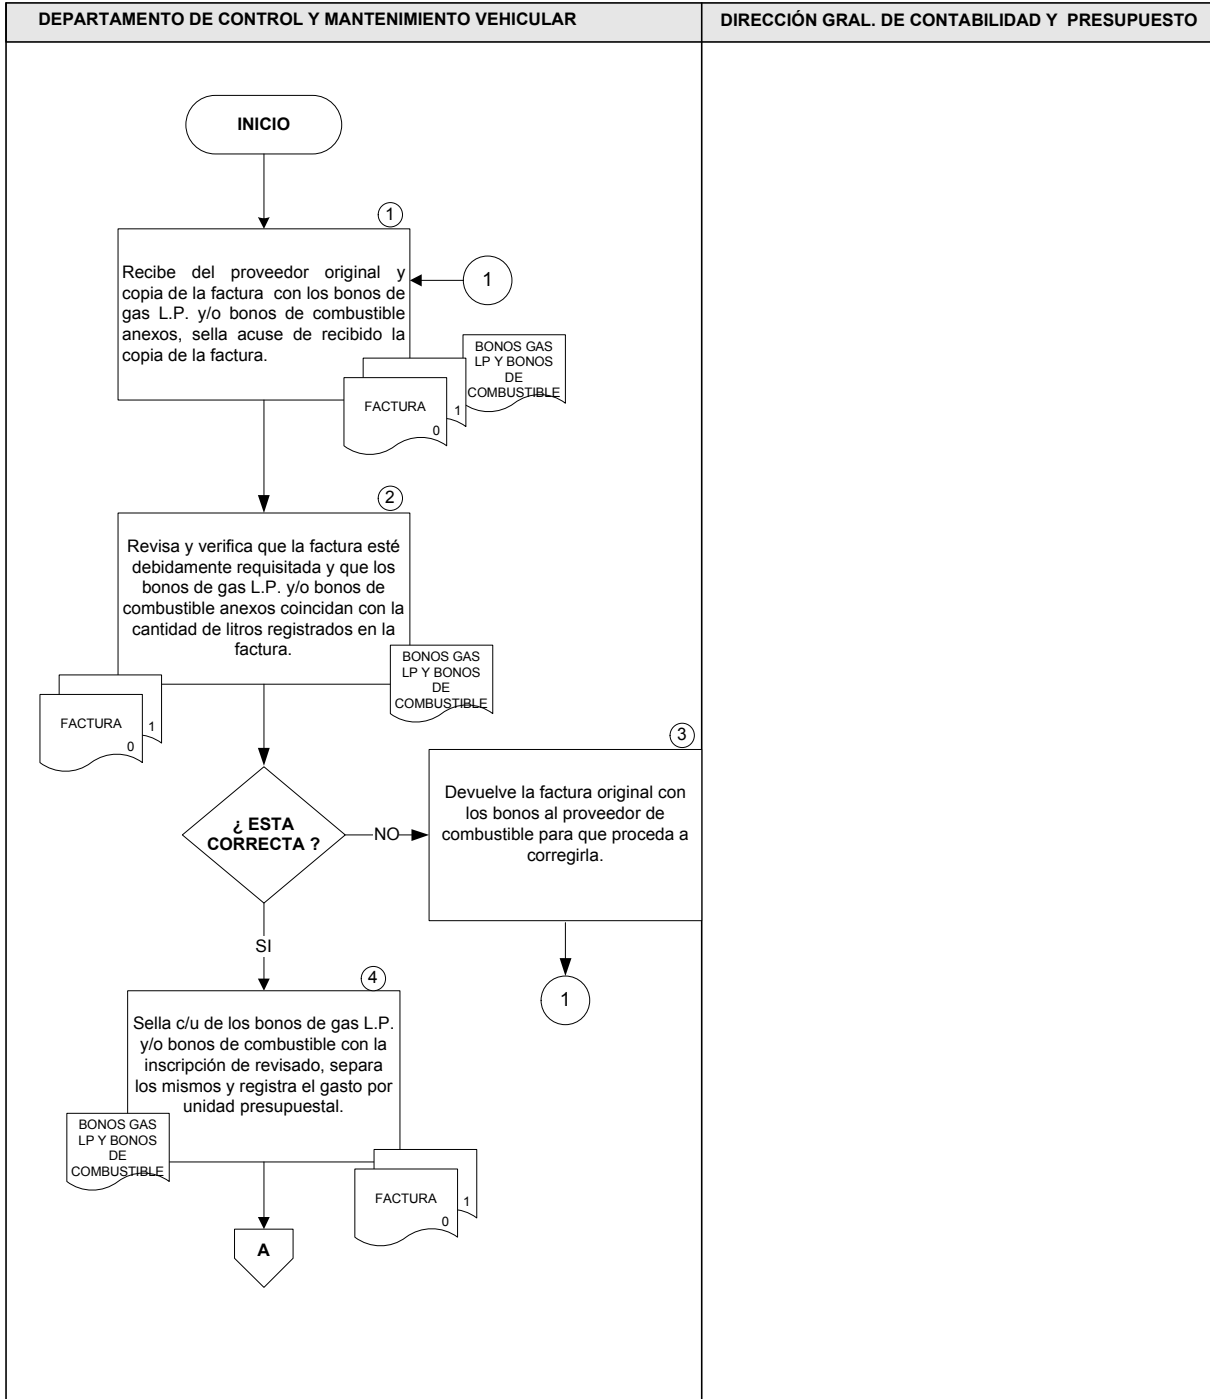 DEPARTAMENTO DE CONTROL Y MANTENIMIENTO VEHICULAR
DIRECCIÓN GRAL. DE CONTABILIDAD Y PRESUPUESTO
INICIO
1
Recibe del proveedor original y
copia de la factura con los bonos de
gas L.P. y/o bonos de combustible
anexos, sella acuse de recibido la
copia de la factura.
1
BONOS GAS
LP Y BONOS
DE
COMBUSTIBLE
FACTURA
0
1
2
Revisa y verifica que la factura esté
debidamente requisitada y que los
bonos de gas L.P. y/o bonos de
combustible anexos coincidan con la
cantidad de litros registrados en la
factura.
BONOS GAS
LP Y BONOS
DE
COMBUSTIBLE
FACTURA
0
1
¿ ESTA
CORRECTA ?
NO
3
Devuelve la factura original con
los bonos al proveedor de
combustible para que proceda a
corregirla.
1
SI
4
Sella c/u de los bonos de gas L.P.
y/o bonos de combustible con la
inscripción de revisado, separa
los mismos y registra el gasto por
unidad presupuestal.
BONOS GAS
LP Y BONOS
DE
COMBUSTIBLE
FACTURA
0
1
A